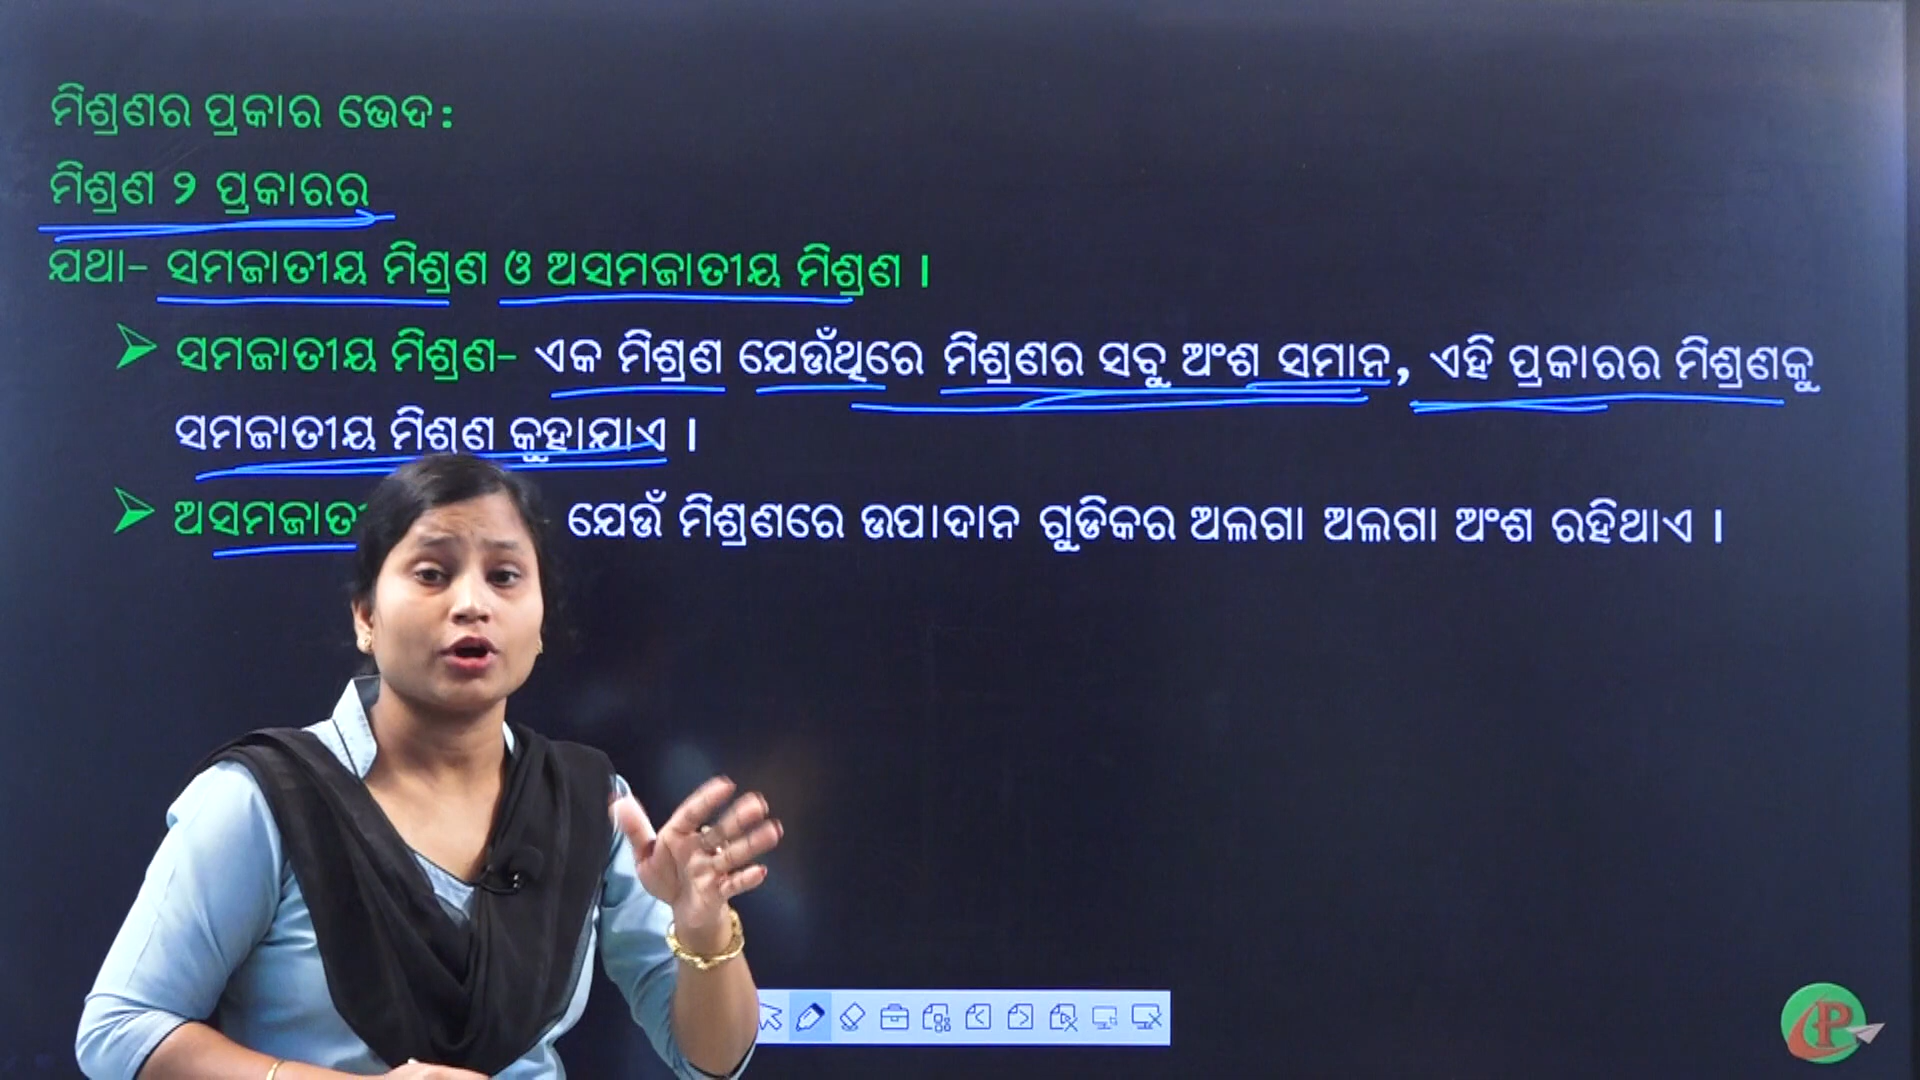 ମିଶ୍ରଣର ପ୍ରକାର ଭେଦ:
ମିଶ୍ରଣ ୨ ପ୍ରକାରର
ଯଥା- ସମଜାତୀୟ ମିଶ୍ରଣ ଓ ଅସମଜାତୀୟ ମିଶ୍ରଣ ।
➢ ସମଜାତୀୟ ମିଶ୍ରଣ- ଏକ ମିଶ୍ରଣ ଯେଉଁଥିରେ ମିଶ୍ରଣର ସବୁ ଅଂଶ ସମାନ, ଏହି ପ୍ରକାରର ମିଶ୍ରଣକୁ
ସମଜାତୀୟ ମିଶ୍ରଣ କୁହାଯାଏ ।
➢ ଯେଉଁ ମିଶ୍ରଣରେ ଉପାଦାନ ଗୁଡିକର ଅଲଗା ଅଲଗା ଅଂଶ ରହିଥାଏ ।